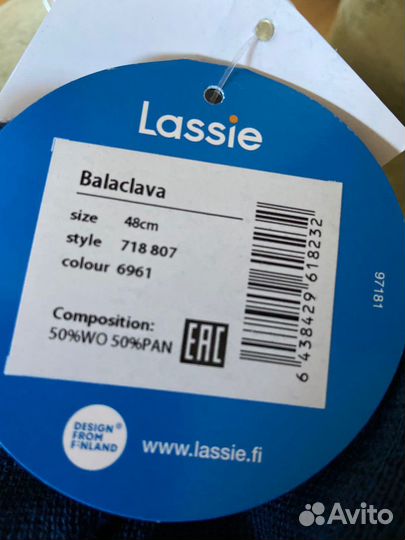 Lassie
Balaclava
size 48cm
style 718 807
colour 6961
Composition:
50%WO 50%PAN
EAC
6 438429 618232
97181
DESIGN®
FROM
FINLAND
www.lassie.fi
Avito